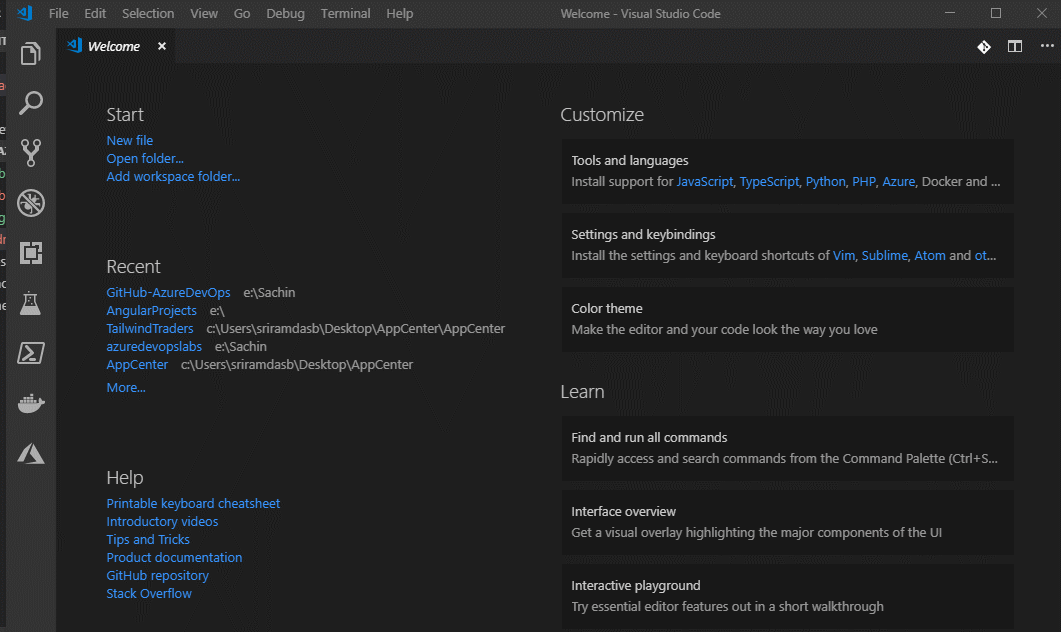 File Edit Selection View Go Debug Terminal Help
Welcome - Visual Studio Code
Welcome
Start
New file
Open folder...
Add workspace folder...
Recent
GitHub-AzureDevOps e:\Sachin
AngularProjects e:\
TailwindTraders c:\Users\sriramdasb\Desktop\AppCenter\AppCenter
azuredevopslabs e:\Sachin
AppCenter c:\Users\sriramdasb\Desktop\AppCenter
More...
Help
Printable keyboard cheatsheet
Introductory videos
Tips and Tricks
Product documentation
GitHub repository
Stack Overflow
Customize
Tools and languages
Install support for JavaScript, TypeScript, Python, PHP, Azure, Docker and ...
Settings and keybindings
Install the settings and keyboard shortcuts of Vim, Sublime, Atom and ot...
Color theme
Make the editor and your code look the way you love
Learn
Find and run all commands
Rapidly access and search commands from the Command Palette (Ctrl+S...
Interface overview
Get a visual overlay highlighting the major components of the UI
Interactive playground
Try essential editor features out in a short walkthrough